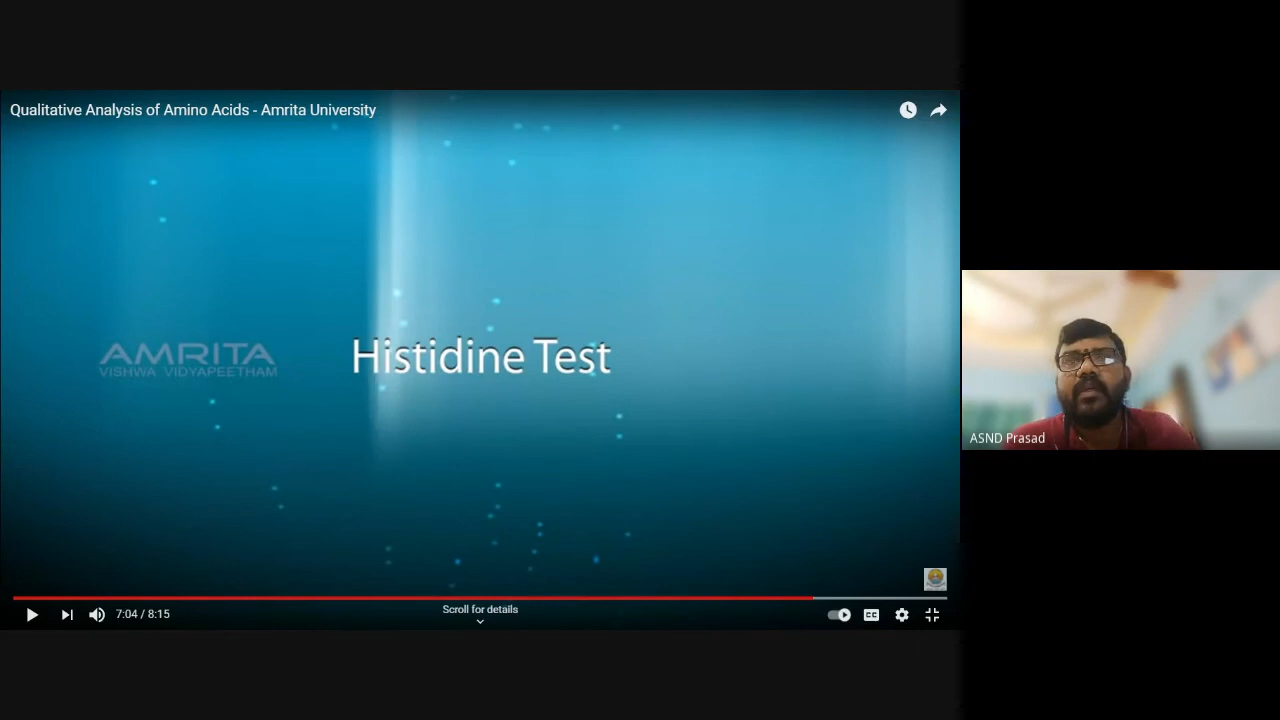 Qualitative Analysis of Amino Acids - Amrita University
AMRITA
VISHWA VIDYAPEETHAM
Histidine Test
ASND Prasad
7:04 / 8:15
Scroll for details
CC